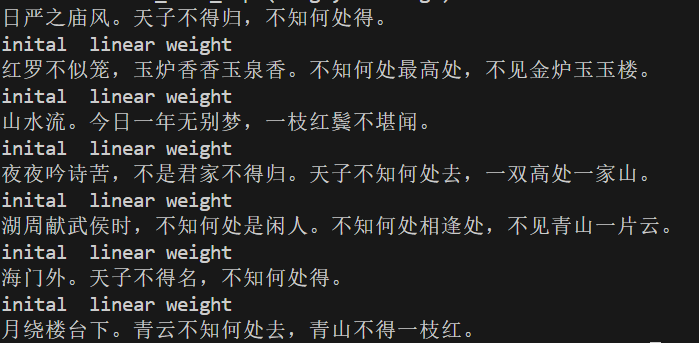 日严之庙风。天子不得归，不知何处得。
inital  linear weight
红罗不似笼，玉炉香香玉泉香。不知何处最高处，不见金炉玉玉楼。
inital  linear weight
山水流。今日一年无别梦，一枝红鬓不堪闻。
inital  linear weight
夜夜吟诗苦，不是君家不得归。天子不知何处去，一双高处一家山。
inital  linear weight
湖周献武侯时，不知何处是闲人。不知何处相逢处，不见青山一片云。
inital  linear weight
海门外。天子不得名，不知何处得。
inital  linear weight
月绕楼台下。青云不知何处去，青山不得一枝红。